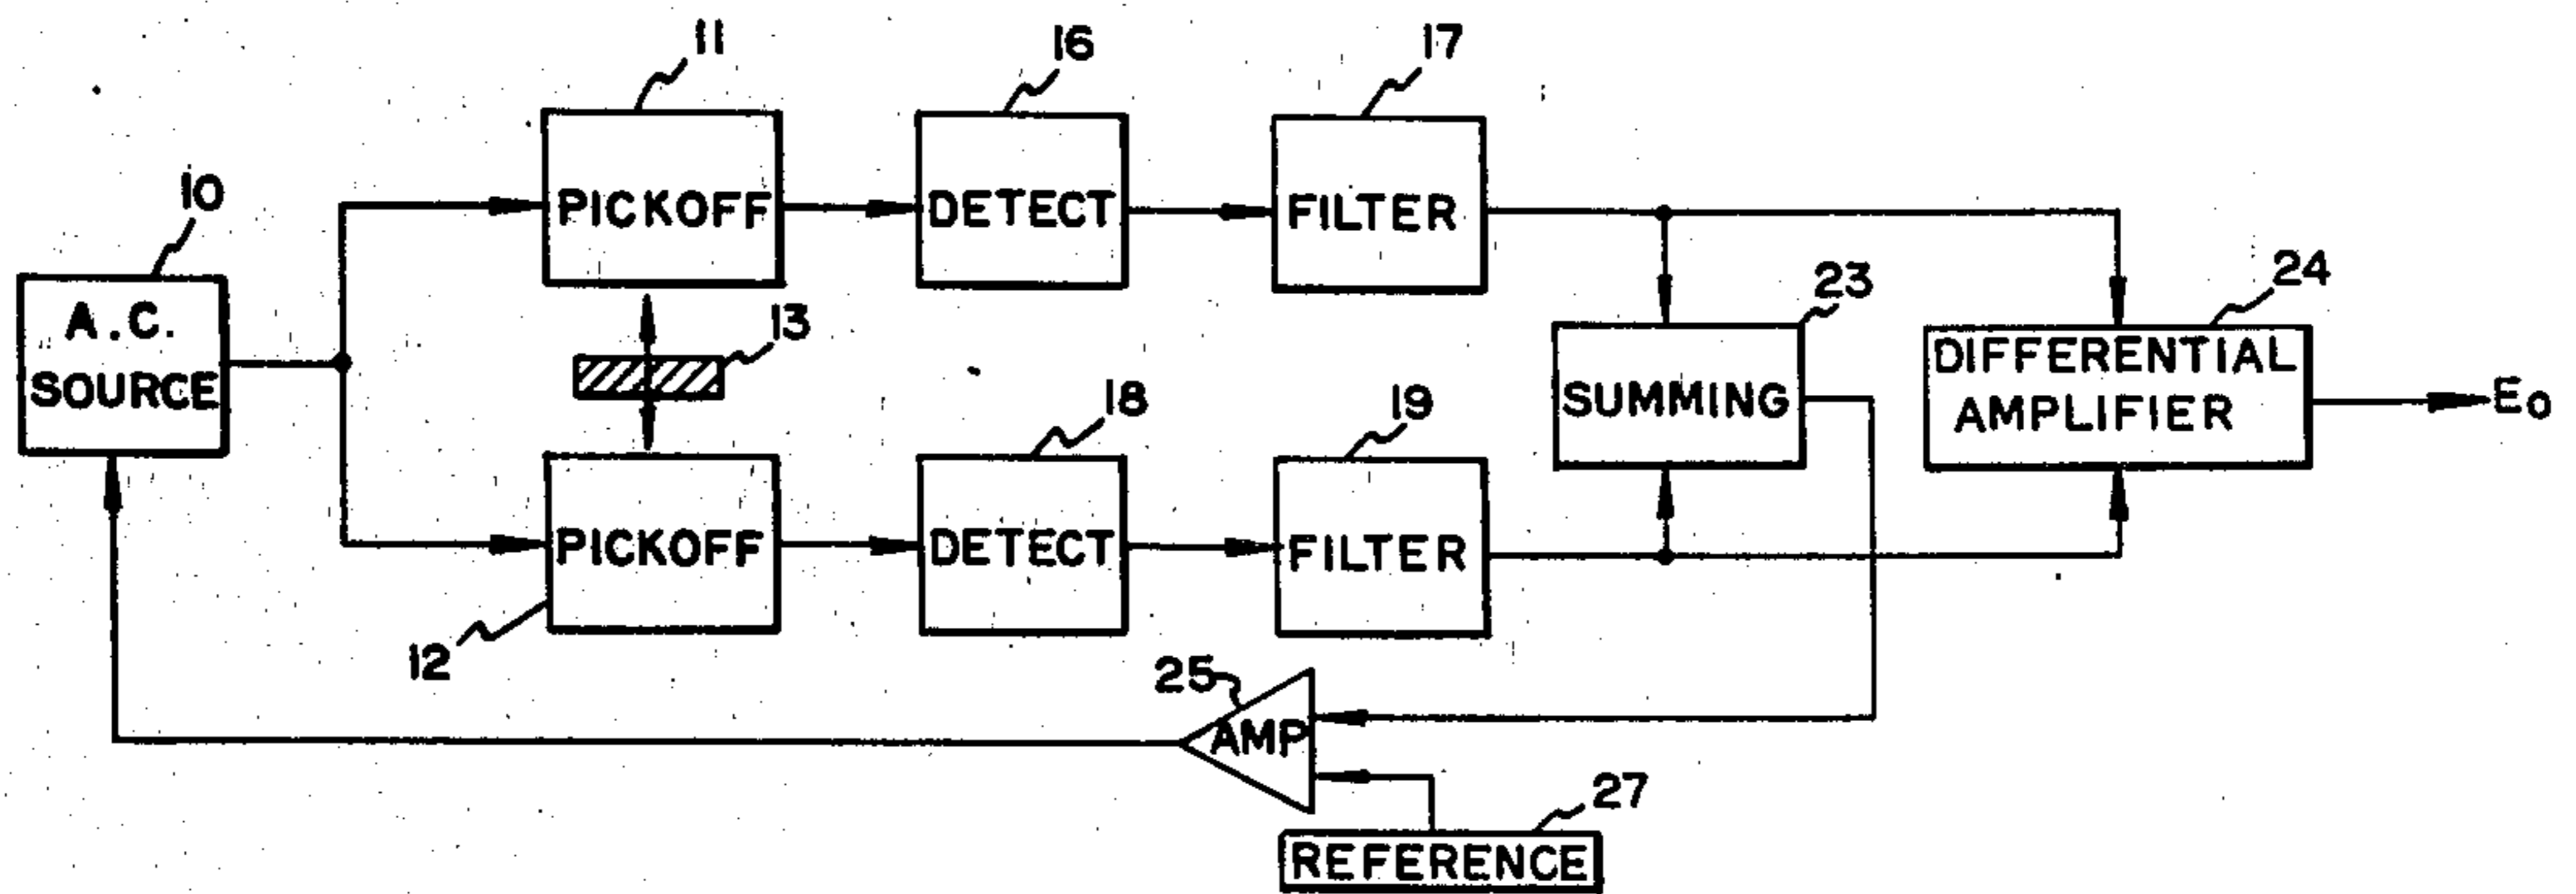 11
16
17
10
PICKOFF
DETECT
FILTER
24
A.C.
SOURCE
13
23
DIFFERENTIAL
AMPLIFIER
SUMMING
E₀
18
19
PICKOFF
DETECT
FILTER
12
25
AMP
27
REFERENCE